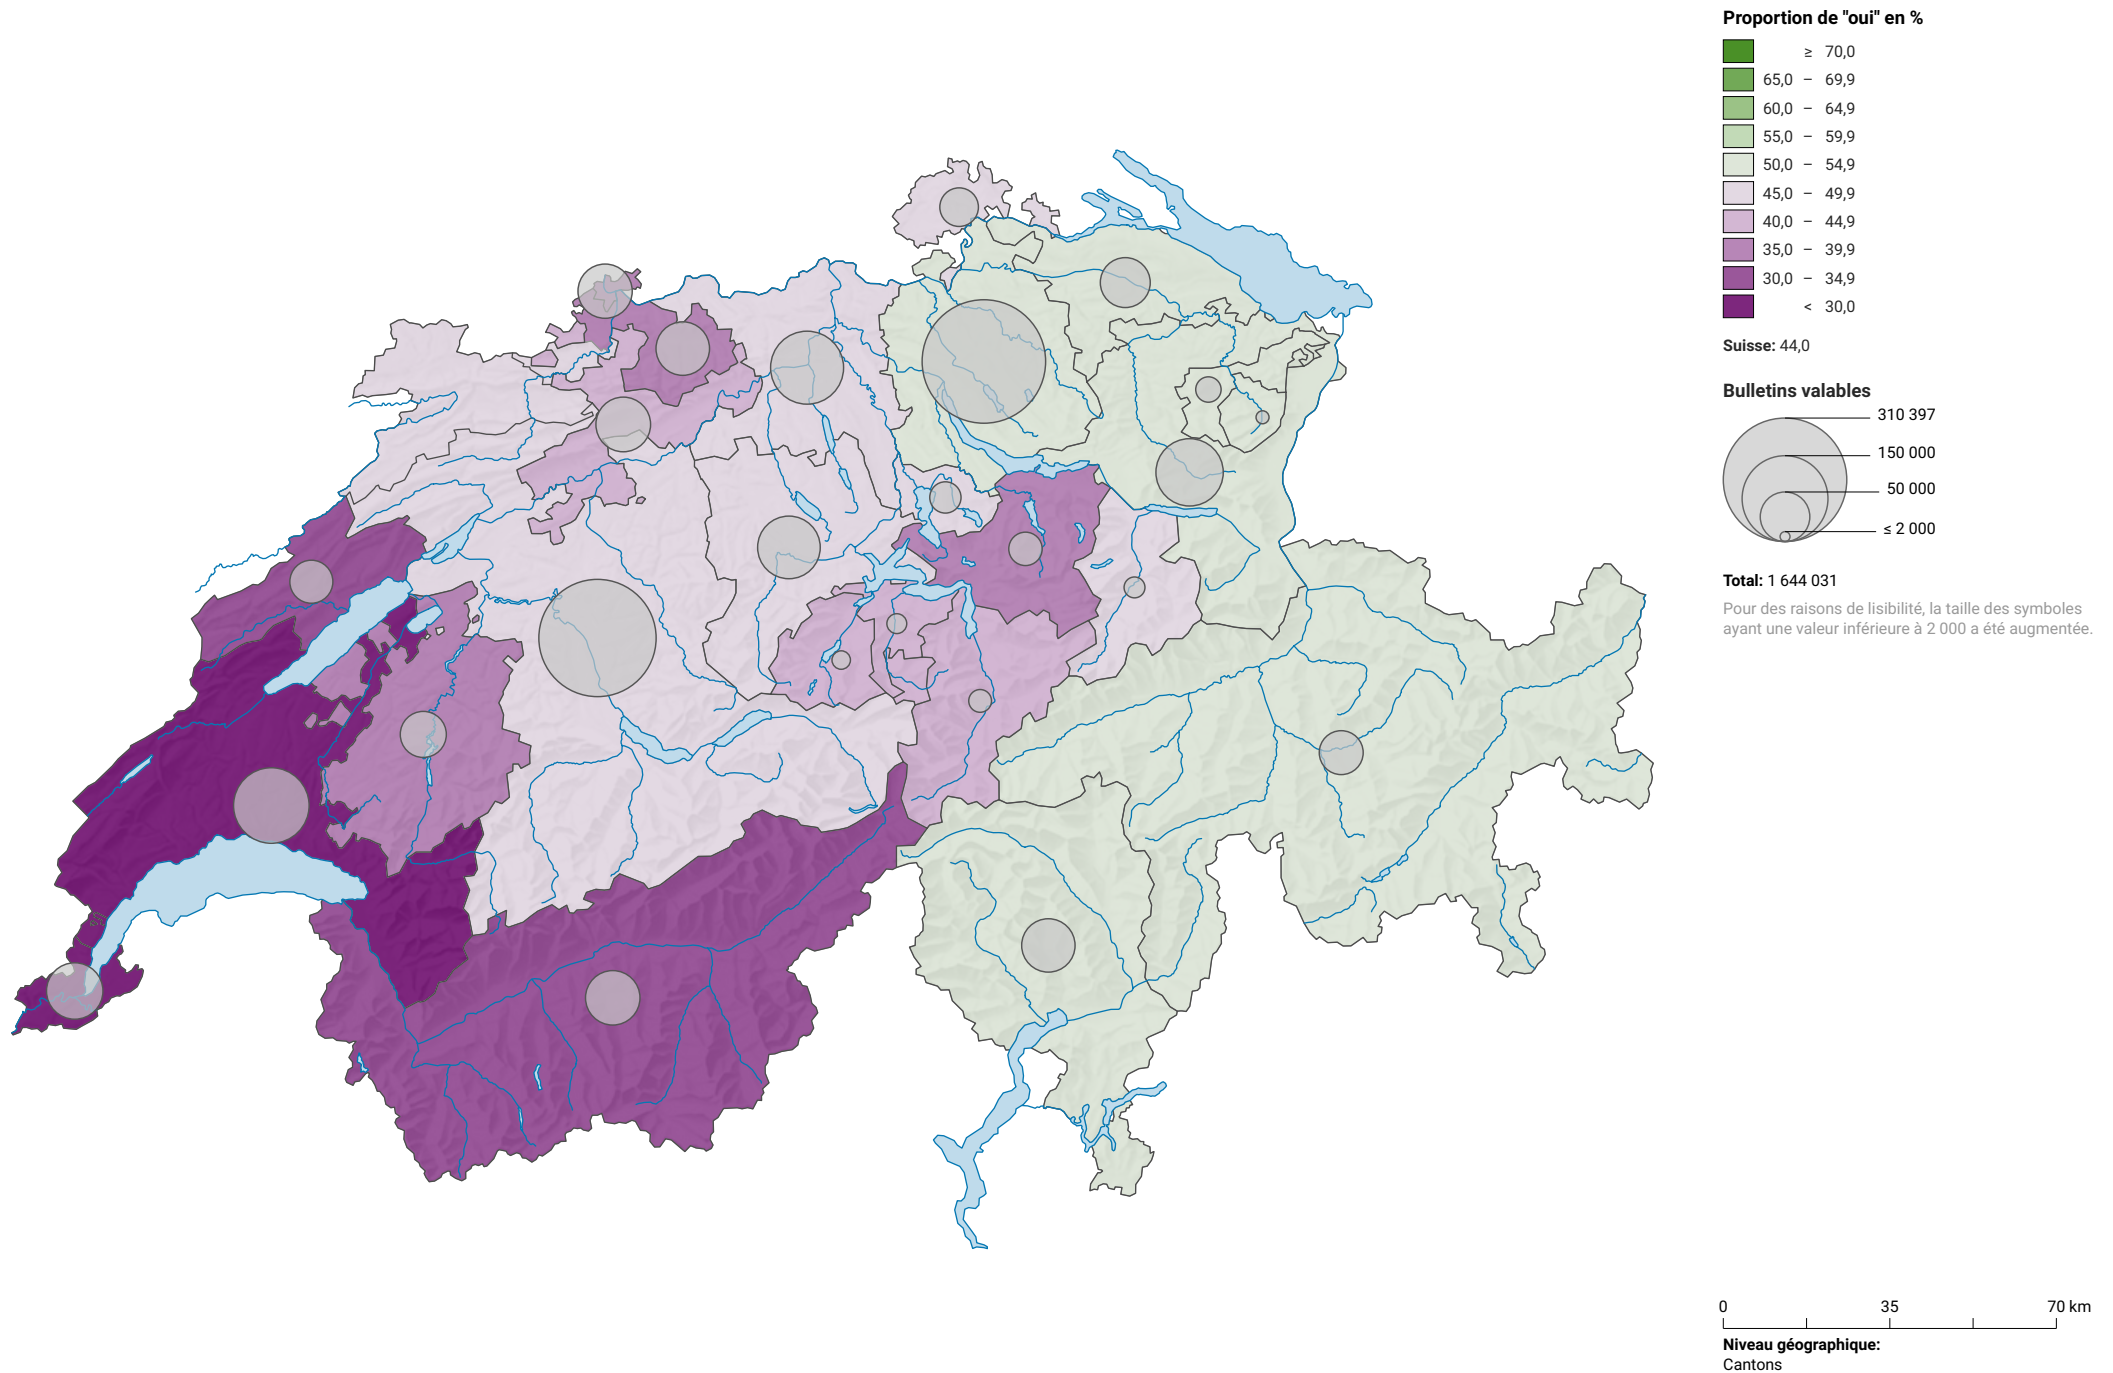 Proportion de "oui" en %
≥ 70,0
65,0 – 69,9
60,0 – 64,9
55,0 – 59,9
50,0 – 54,9
45,0 – 49,9
40,0 – 44,9
35,0 – 39,9
30,0 – 34,9
< 30,0
Suisse: 44,0
Bulletins valables
310 397
150 000
50 000
≤ 2 000
Total: 1 644 031
Pour des raisons de lisibilité, la taille des symboles
ayant une valeur inférieure à 2 000 a été augmentée.
0 35 70 km
Niveau géographique:
Cantons